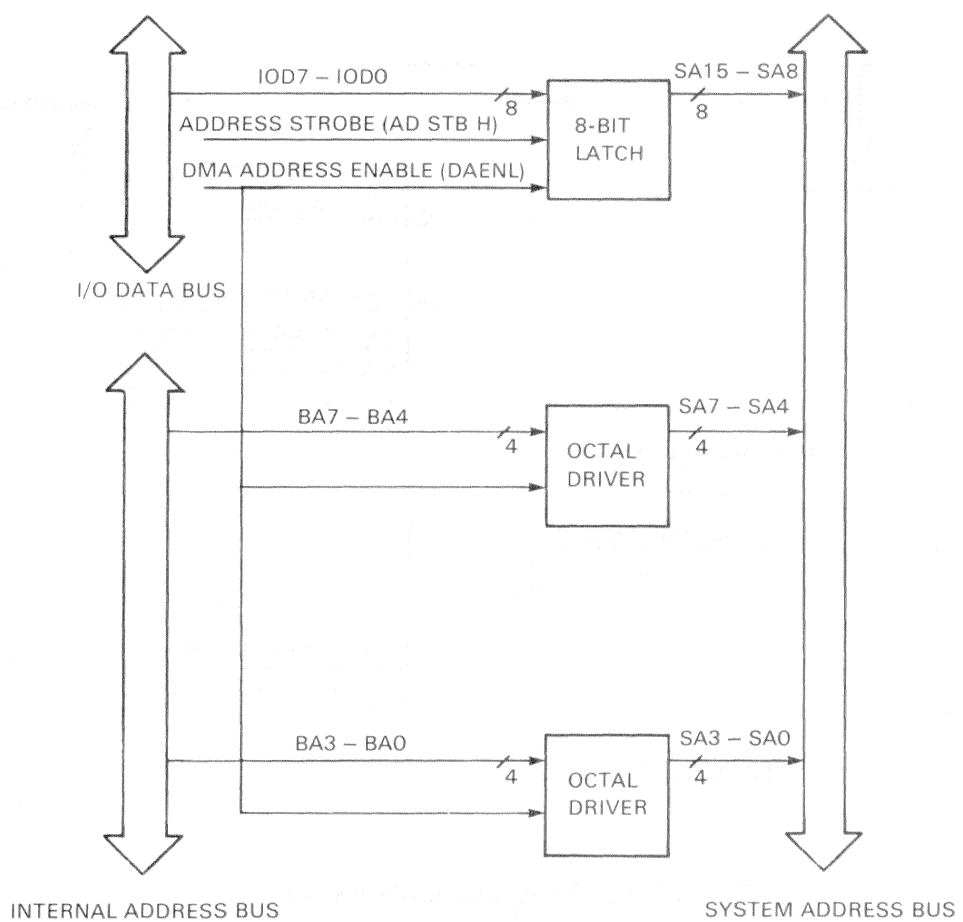 IOD7 – IOD0
8
SA15 – SA8
8
ADDRESS STROBE (AD STB H)
8-BIT
LATCH
DMA ADDRESS ENABLE (DAENL)
I/O DATA BUS
BA7 – BA4
4
SA7 – SA4
4
OCTAL
DRIVER
BA3 – BA0
4
SA3 – SA0
4
OCTAL
DRIVER
INTERNAL ADDRESS BUS
SYSTEM ADDRESS BUS